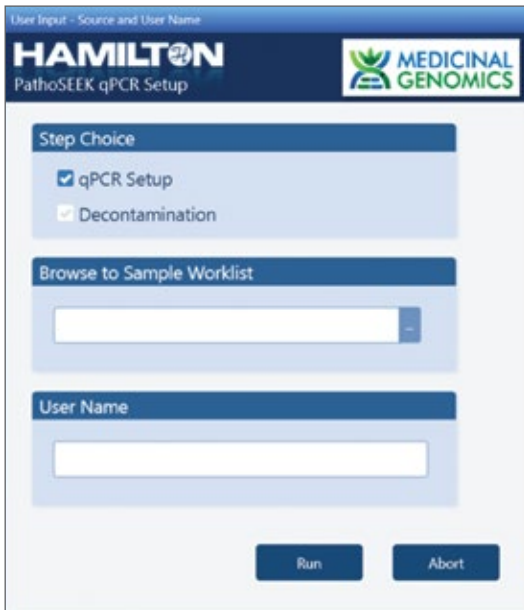 User Input - Source and User Name
HAMILTON
PathoSEEK qPCR Setup
MEDICINAL
GENOMICS
Step Choice
qPCR Setup
Decontamination
Browse to Sample Worklist
...
User Name
Run
Abort